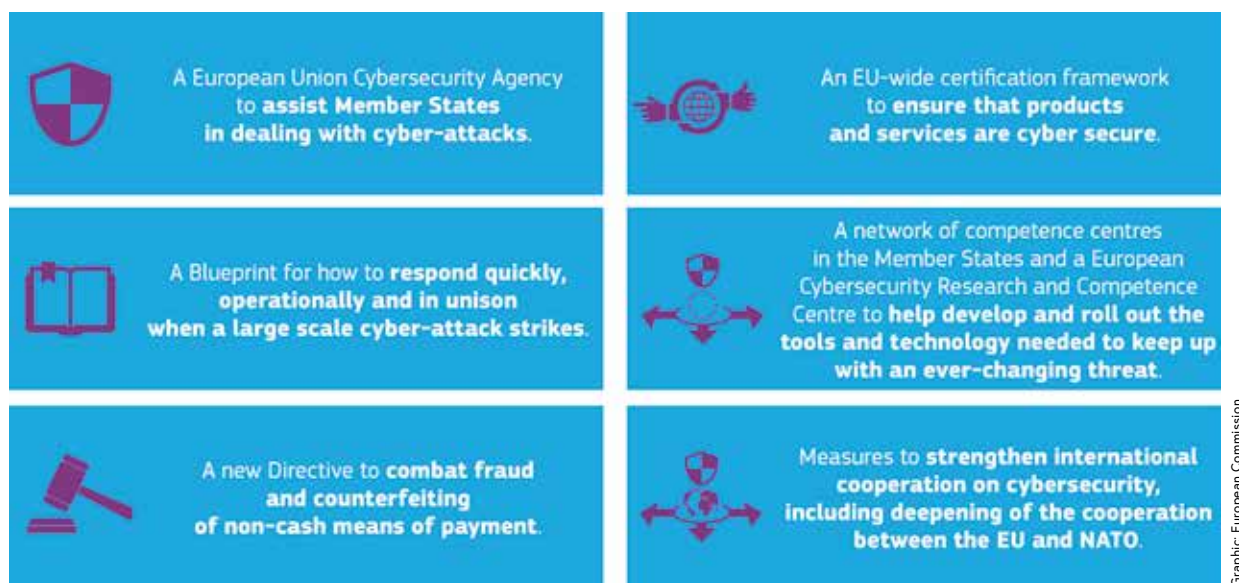 A European Union Cybersecurity Agency
to assist Member States
in dealing with cyber-attacks.
An EU-wide certification framework
to ensure that products
and services are cyber secure.
A Blueprint for how to respond quickly,
operationally and in unison
when a large scale cyber-attack strikes.
A network of competence centres
in the Member States and a European
Cybersecurity Research and Competence
Centre to help develop and roll out the
tools and technology needed to keep up
with an ever-changing threat.
A new Directive to combat fraud
and counterfeiting
of non-cash means of payment.
Measures to strengthen international
cooperation on cybersecurity,
including deepening of the cooperation
between the EU and NATO.
Graphic: European Commission